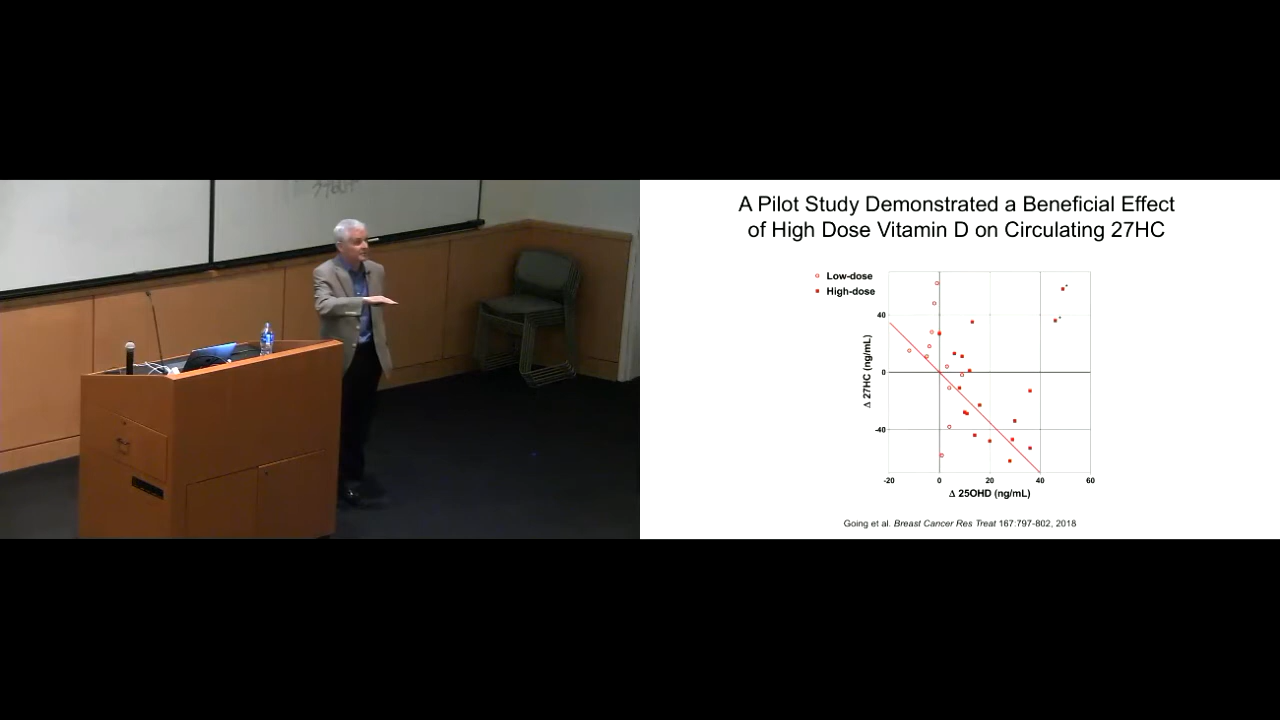 A Pilot Study Demonstrated a Beneficial Effect
of High Dose Vitamin D on Circulating 27HC
Low-dose
High-dose
40
0
-40
Δ 27HC (ng/mL)
-20 0 20 40 60
Δ 25OHD (ng/mL)
Going et al. Breast Cancer Res Treat 167:797-802, 2018